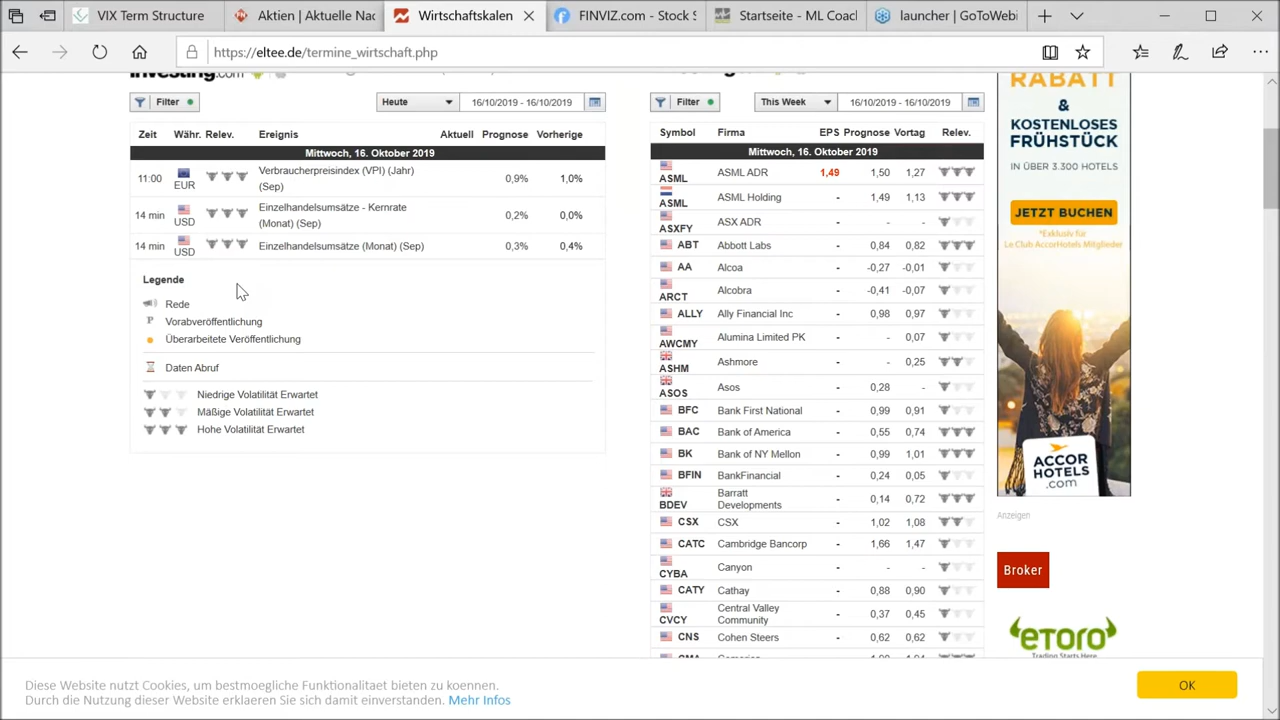 VIX Term Structure
Aktien | Aktuelle Nac
Wirtschaftskalen
FINVIZ.com - Stock S
Startseite - ML Coach
launcher | GoToWebi
https://eltee.de/termine_wirtschaft.php
investing.com
Filter Heute 16/10/2019 - 16/10/2019
Zeit Währ. Relev. Ereignis Aktuell Prognose Vorherige
Mittwoch, 16. Oktober 2019
11:00 EUR Verbraucherpreisindex (VPI) (Jahr) 0,9% 1,0%
(Sep)
14 min USD Einzelhandelsumsätze - Kernrate 0,2% 0,0%
(Monat) (Sep)
14 min USD Einzelhandelsumsätze (Monat) (Sep) 0,3% 0,4%
Legende
Rede
P Vorabveröffentlichung
Überarbeitete Veröffentlichung
Daten Abruf
Niedrige Volatilität Erwartet
Mäßige Volatilität Erwartet
Hohe Volatilität Erwartet
Filter This Week 16/10/2019 - 16/10/2019
Symbol Firma EPS Prognose Vortag Relev.
Mittwoch, 16. Oktober 2019
ASML ASML ADR 1,49 1,50 1,27
ASML ASML Holding - 1,49 1,13
ASXFY ASX ADR - - -
ABT Abbott Labs - 0,84 0,82
AA Alcoa - -0,27 -0,01
ARCT Alcobra - -0,41 -0,07
ALLY Ally Financial Inc - 0,98 0,97
AWCMY Alumina Limited PK - - 0,07
ASHM Ashmore - - 0,25
ASOS Asos - 0,28 -
BFC Bank First National - 0,99 0,91
BAC Bank of America - 0,55 0,74
BK Bank of NY Mellon - 0,99 1,01
BFIN BankFinancial - 0,24 0,05
BDEV Barratt - 0,14 0,72
Developments
CSX CSX - 1,02 1,08
CATC Cambridge Bancorp - 1,66 1,47
CYBA Canyon - - -
CATY Cathay - 0,88 0,90
CVCY Central Valley - 0,37 0,45
Community
CNS Cohen Steers - 0,62 0,62
RABATT
&
KOSTENLOSES
FRÜHSTÜCK
IN ÜBER 3.300 HOTELS
JETZT BUCHEN
*Exklusiv für
Le Club AccorHotels Mitglieder
ACCOR
HOTELS
.com
Anzeigen
Broker
eToro
Trading Starts Here
Diese Website nutzt Cookies, um bestmoegliche Funktionalitaet bieten zu koennen.
Durch die Nutzung dieser Website erklaeren Sie sich damit einverstanden. Mehr Infos
OK